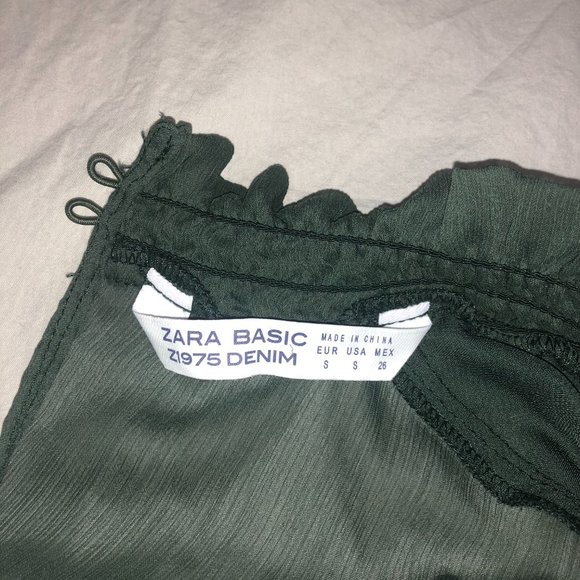 ZARA BASIC
Z1975 DENIM
MADE IN CHINA
EUR USA MEX
S S 26